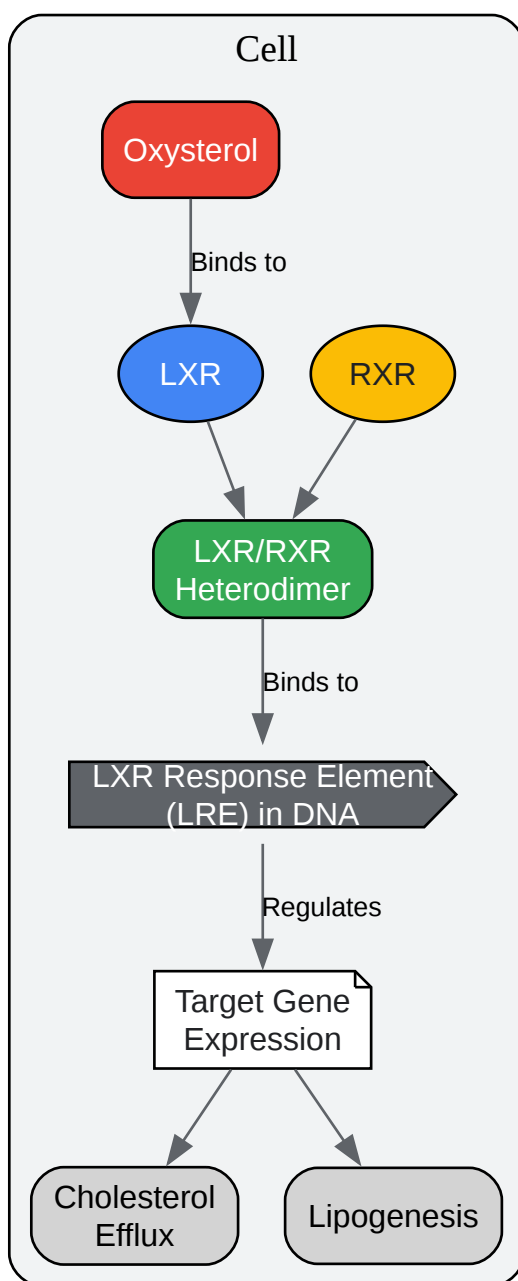 Cell
Oxysterol
Binds to
LXR
RXR
LXR/RXR
Heterodimer
Binds to
LXR Response Element
(LRE) in DNA
Regulates
Target Gene
Expression
Cholesterol
Efflux
Lipogenesis